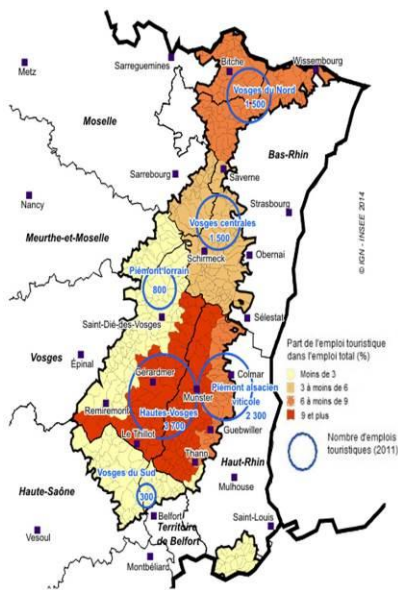 Metz
Sarreguemines
Bitche
Wissembourg
Vosges du Nord
1 500
Moselle
Bas-Rhin
Sarrebourg
Saverne
Nancy
Strasbourg
Vosges centrales
1 500
Meurthe-et-Moselle
Schirmeck
Obernai
© IGN - INSEE 2014
Piémont lorrain
800
Saint-Dié-des-Vosges
Sélestat
Part de l'emploi touristique
dans l'emploi total (%)
Moins de 3
3 à moins de 6
6 à moins de 9
9 et plus
Nombre d'emplois
touristiques (2011)
Vosges
Épinal
Gérardmer
Colmar
Munster
Piémont alsacien
viticole
2 300
Remiremont
Hautes-Vosges
3 700
Guebwiller
Le Thillot
Thann
Haut-Rhin
Vosges du Sud
300
Mulhouse
Haute-Saône
Belfort
Saint-Louis
Territoire
de Belfort
Vesoul
Montbéliard